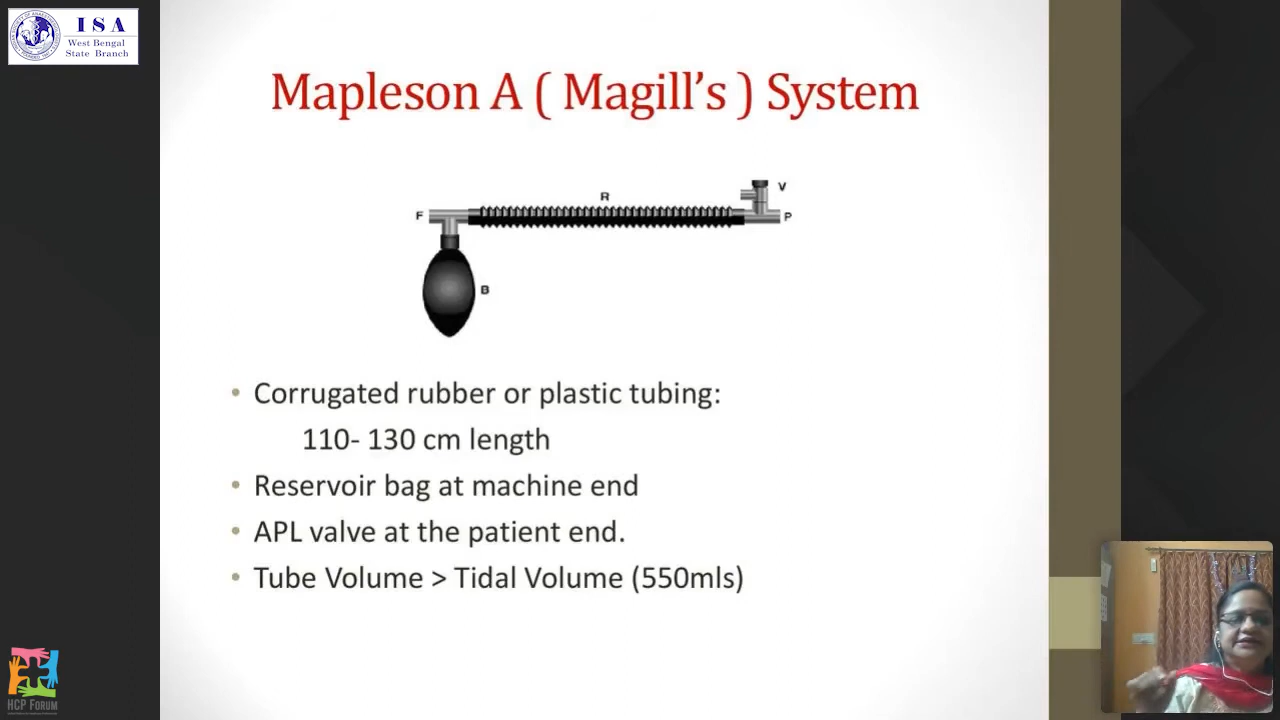 I S A
West Bengal
State Branch
Mapleson A ( Magill’s ) System
R
V
F
P
B
• Corrugated rubber or plastic tubing:
110- 130 cm length
• Reservoir bag at machine end
• APL valve at the patient end.
• Tube Volume > Tidal Volume (550mls)
HCP FORUM